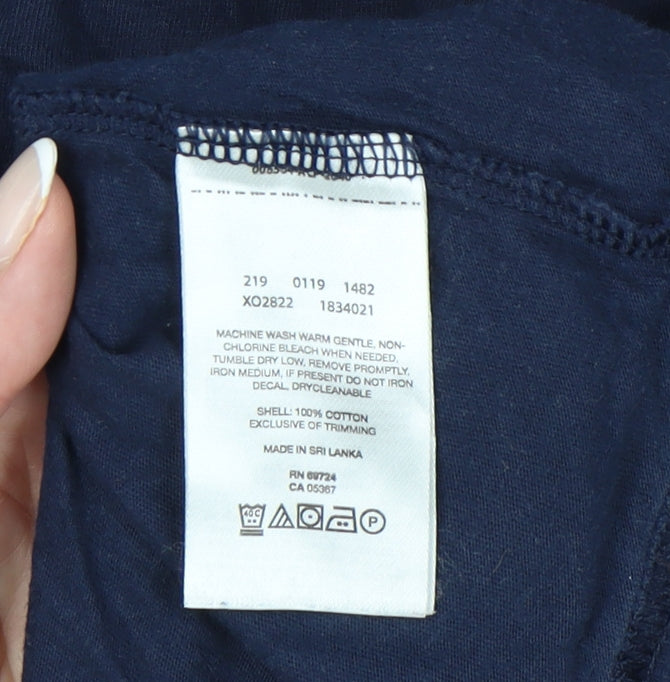 219 0119 1482
XO2822 1834021
MACHINE WASH WARM GENTLE, NON-
CHLORINE BLEACH WHEN NEEDED,
TUMBLE DRY LOW, REMOVE PROMPTLY,
IRON MEDIUM, IF PRESENT DO NOT IRON
DECAL, DRYCLEANABLE
SHELL: 100% COTTON
EXCLUSIVE OF TRIMMING
MADE IN SRI LANKA
RN 69724
CA 05367
40C P